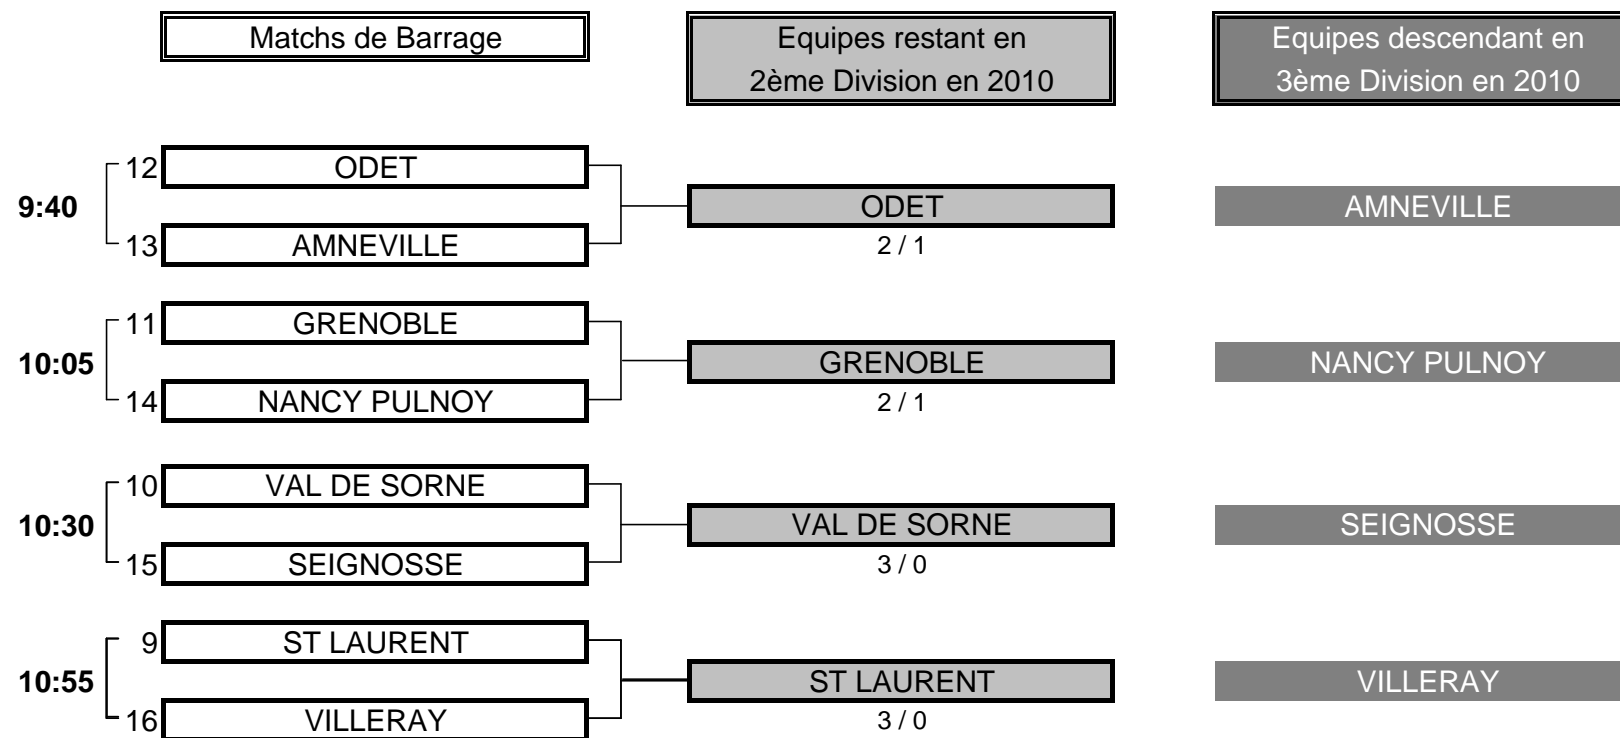 Matchs de Barrage
Equipes restant en
2ème Division en 2010
Equipes descendant en
3ème Division en 2010
12 ODET
9:40 ODET AMNEVILLE
13 AMNEVILLE 2 / 1
11 GRENOBLE
10:05 GRENOBLE NANCY PULNOY
14 NANCY PULNOY 2 / 1
10 VAL DE SORNE
10:30 VAL DE SORNE SEIGNOSSE
15 SEIGNOSSE 3 / 0
9 ST LAURENT
10:55 ST LAURENT VILLERAY
16 VILLERAY 3 / 0